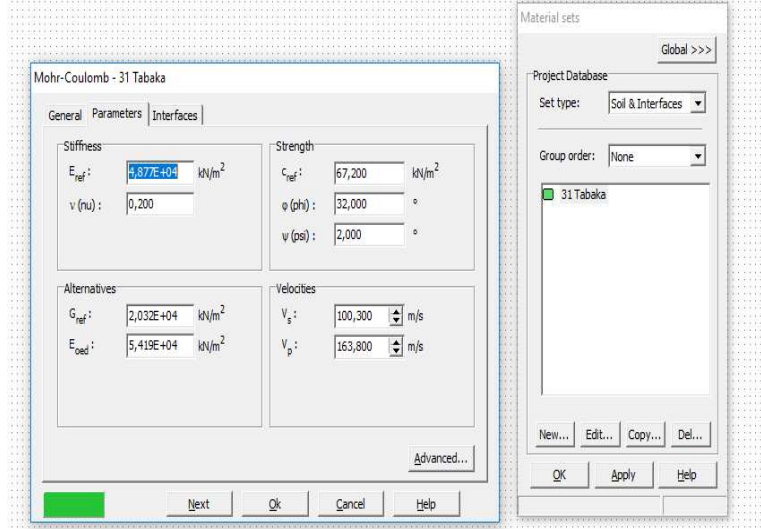 Mohr-Coulomb - 31 Tabaka
General Parameters Interfaces
Stiffness
E_ref : 4,877E+04 kN/m²
ν (nu) : 0,200
Strength
c_ref : 67,200 kN/m²
φ (phi) : 32,000 °
ψ (psi) : 2,000 °
Alternatives
G_ref : 2,032E+04 kN/m²
E_oed : 5,419E+04 kN/m²
Velocities
V_s : 100,300 m/s
V_p : 163,800 m/s
Advanced...
Next Ok Cancel Help
Material sets
Global >>>
Project Database
Set type: Soil & Interfaces
Group order: None
31 Tabaka
New... Edit... Copy... Del...
OK Apply Help